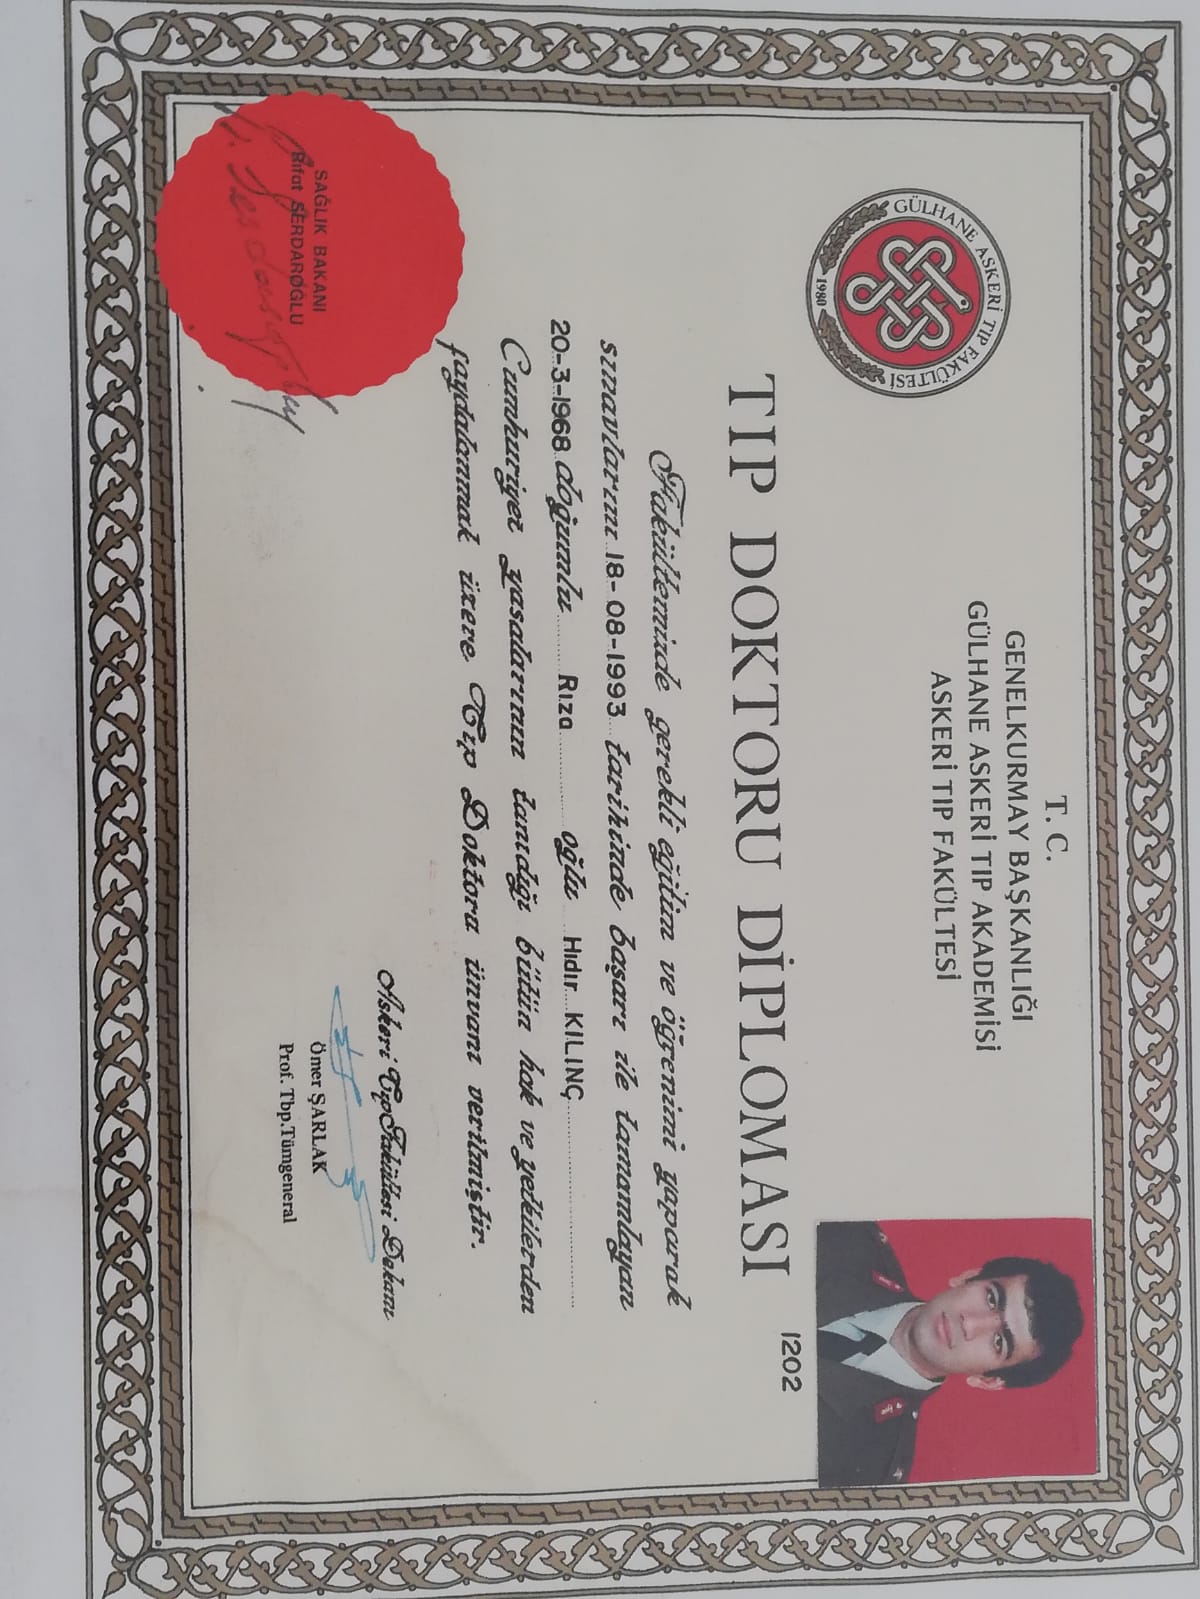 T. C.
GENELKURMAY BAŞKANLIĞI
GÜLHANE ASKERİ TIP AKADEMİSİ
ASKERİ TIP FAKÜLTESİ
GÜLHANE ASKERİ TIP FAKÜLTESİ
1980
1202
TIP DOKTORU DİPLOMASI
Fakültemizde gerekli eğitim ve öğrenimi yaparak
sınavlarını 18-08-1993 tarihinde başarı ile tamamlayan
20-3-1968 doğumlu Rıza oğlu Hıdır KILINÇ
Cumhuriyet yasalarının tanıdığı bütün hak ve yetkilerden
faydalanmak üzere Tıp Doktoru ünvanı verilmiştir.
Askeri Tıp Fakültesi Dekanı
Ömer ŞARLAK
Prof. Tbp.Tümgeneral
SAĞLIK BAKANI
Rifat SERDAROĞLU